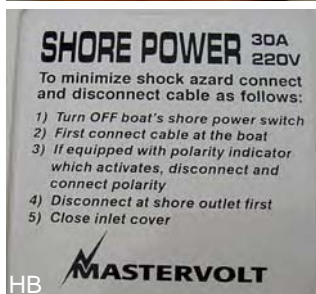 SHORE POWER 30A 220V
To minimize shock azard connect
and disconnect cable as follows:
1) Turn OFF boat's shore power switch
2) First connect cable at the boat
3) If equipped with polarity indicator
which activates, disconnect and
connect polarity
4) Disconnect at shore outlet first
5) Close inlet cover
MASTERVOLT
HB